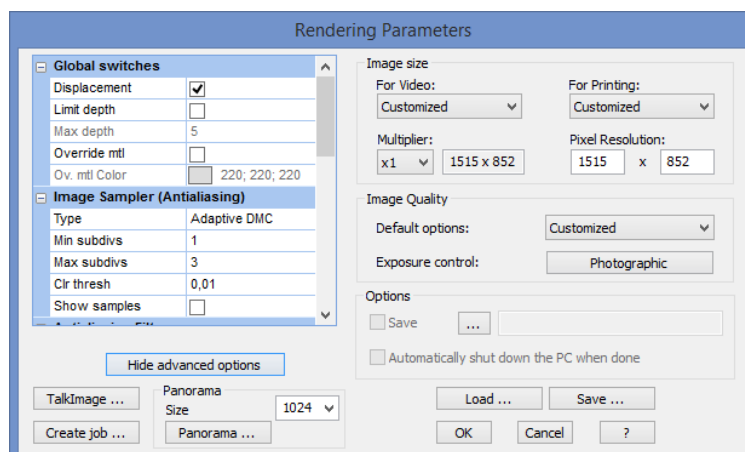 Rendering Parameters
Global switches
Displacement
Limit depth
Max depth 5
Override mtl
Ov. mtl Color 220; 220; 220
Image Sampler (Antialiasing)
Type Adaptive DMC
Min subdivs 1
Max subdivs 3
Clr thresh 0,01
Show samples
Hide advanced options
TalkImage ...
Create job ...
Panorama
Size 1024
Panorama ...
Image size
For Video: For Printing:
Customized Customized
Multiplier: Pixel Resolution:
x1 1515 x 852 1515 x 852
Image Quality
Default options: Customized
Exposure control: Photographic
Options
Save ...
Automatically shut down the PC when done
Load ... Save ...
OK Cancel ?